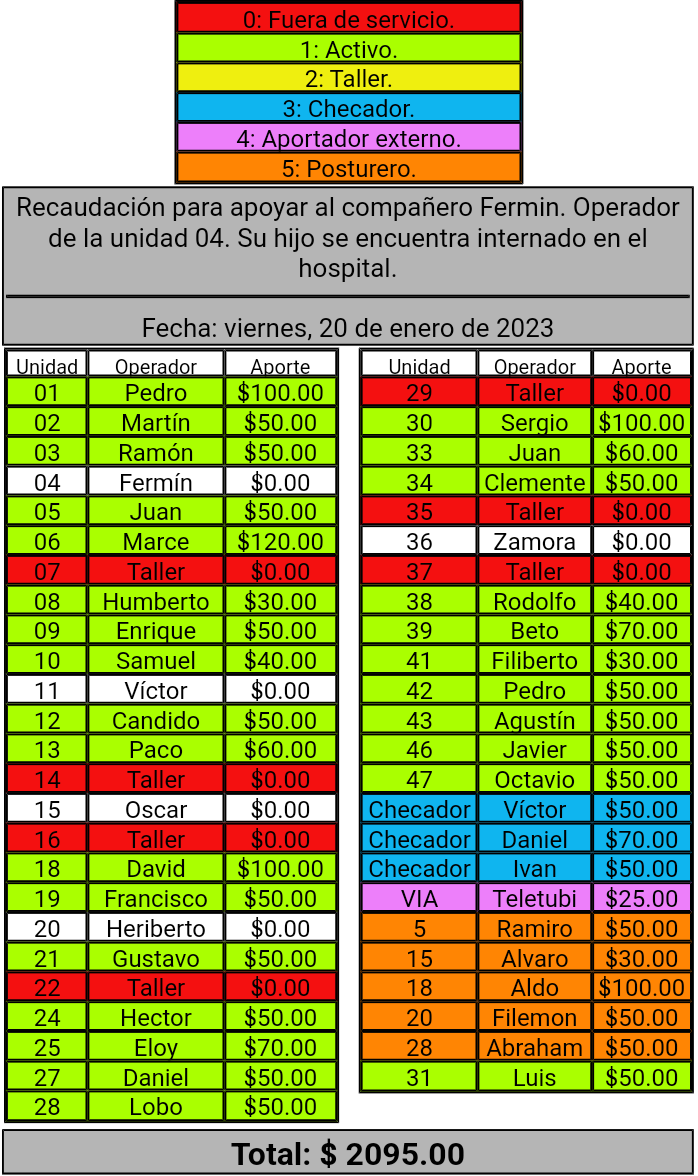 0: Fuera de servicio.
1: Activo.
2: Taller.
3: Checador.
4: Aportador externo.
5: Posturero.
Recaudación para apoyar al compañero Fermin. Operador
de la unidad 04. Su hijo se encuentra internado en el
hospital.
Fecha: viernes, 20 de enero de 2023
Unidad Operador Aporte
01 Pedro $100.00
02 Martín $50.00
03 Ramón $50.00
04 Fermín $0.00
05 Juan $50.00
06 Marce $120.00
07 Taller $0.00
08 Humberto $30.00
09 Enrique $50.00
10 Samuel $40.00
11 Víctor $0.00
12 Candido $50.00
13 Paco $60.00
14 Taller $0.00
15 Oscar $0.00
16 Taller $0.00
18 David $100.00
19 Francisco $50.00
20 Heriberto $0.00
21 Gustavo $50.00
22 Taller $0.00
24 Hector $50.00
25 Eloy $70.00
27 Daniel $50.00
28 Lobo $50.00
Unidad Operador Aporte
29 Taller $0.00
30 Sergio $100.00
33 Juan $60.00
34 Clemente $50.00
35 Taller $0.00
36 Zamora $0.00
37 Taller $0.00
38 Rodolfo $40.00
39 Beto $70.00
41 Filiberto $30.00
42 Pedro $50.00
43 Agustín $50.00
46 Javier $50.00
47 Octavio $50.00
Checador Víctor $50.00
Checador Daniel $70.00
Checador Ivan $50.00
VIA Teletubi $25.00
5 Ramiro $50.00
15 Alvaro $30.00
18 Aldo $100.00
20 Filemon $50.00
28 Abraham $50.00
31 Luis $50.00
Total: $ 2095.00